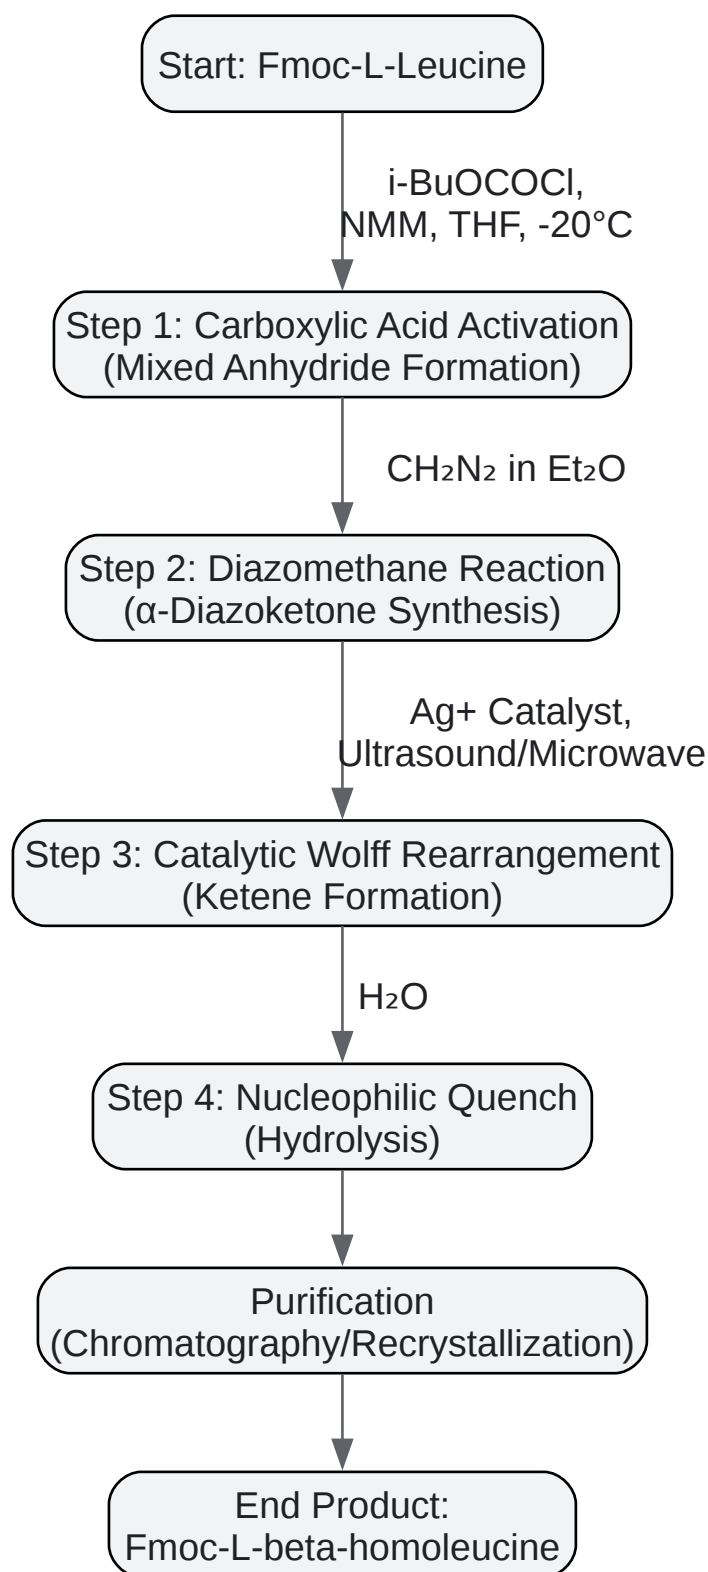 Start: Fmoc-L-Leucine
i-BuOCOCl,
NMM, THF, -20°C
Step 1: Carboxylic Acid Activation
(Mixed Anhydride Formation)
CH₂N₂ in Et₂O
Step 2: Diazomethane Reaction
(α-Diazoketone Synthesis)
Ag+ Catalyst,
Ultrasound/Microwave
Step 3: Catalytic Wolff Rearrangement
(Ketene Formation)
H₂O
Step 4: Nucleophilic Quench
(Hydrolysis)
Purification
(Chromatography/Recrystallization)
End Product:
Fmoc-L-beta-homoleucine